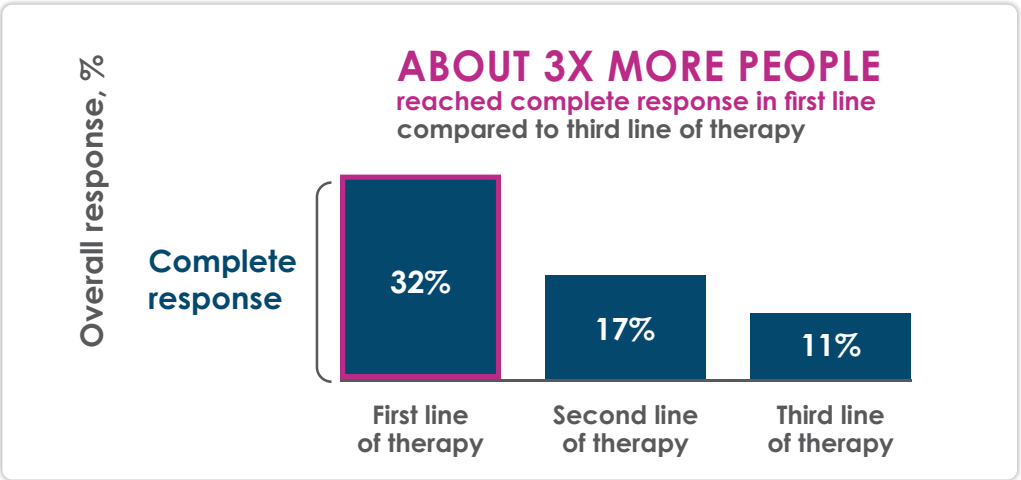 Overall response, %
ABOUT 3X MORE PEOPLE
reached complete response in first line
compared to third line of therapy
Complete
response
32%
17%
11%
First line
of therapy
Second line
of therapy
Third line
of therapy